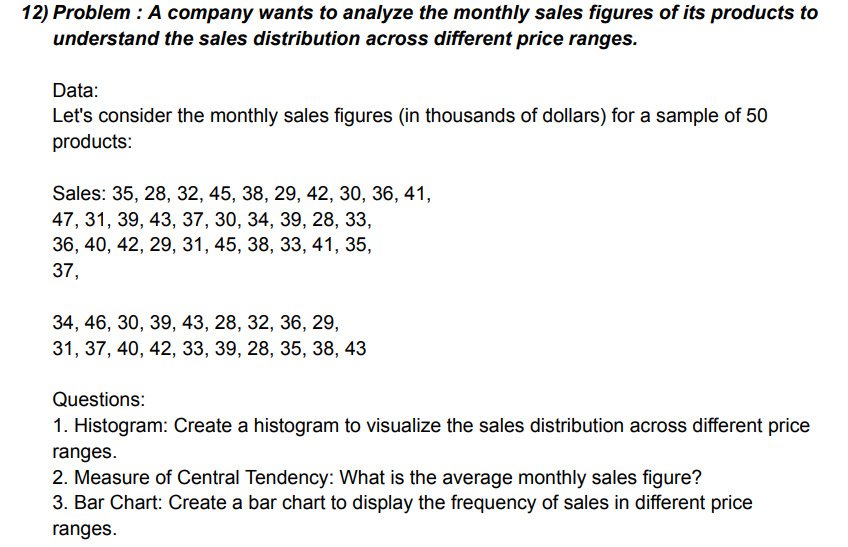 12) Problem : A company wants to analyze the monthly sales figures of its products to
understand the sales distribution across different price ranges.
Data:
Let's consider the monthly sales figures (in thousands of dollars) for a sample of 50
products:
Sales: 35, 28, 32, 45, 38, 29, 42, 30, 36, 41,
47, 31, 39, 43, 37, 30, 34, 39, 28, 33,
36, 40, 42, 29, 31, 45, 38, 33, 41, 35,
37,
34, 46, 30, 39, 43, 28, 32, 36, 29,
31, 37, 40, 42, 33, 39, 28, 35, 38, 43
Questions:
1. Histogram: Create a histogram to visualize the sales distribution across different price
ranges.
2. Measure of Central Tendency: What is the average monthly sales figure?
3. Bar Chart: Create a bar chart to display the frequency of sales in different price
ranges.